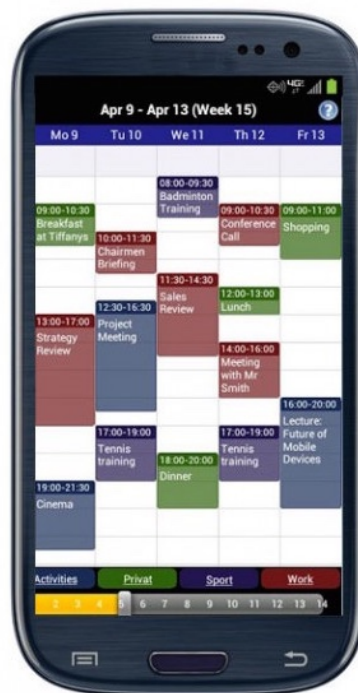 4G
Apr 9 - Apr 13 (Week 15)
?
Mo 9
Tu 10
We 11
Th 12
Fr 13
09:00-10:30
Breakfast
at Tiffanys
13:00-17:00
Strategy
Review
19:00-21:30
Cinema
10:00-11:30
Chairmen
Briefing
12:30-16:30
Project
Meeting
17:00-19:00
Tennis
training
08:00-09:30
Badminton
Training
11:30-14:30
Sales
Review
18:00-20:00
Dinner
09:00-10:30
Conference
Call
12:00-13:00
Lunch
14:00-16:00
Meeting
with Mr
Smith
17:00-19:00
Tennis
training
09:00-11:00
Shopping
16:00-20:00
Lecture:
Future of
Mobile
Devices
Activities
Privat
Sport
Work
2 3 4 5 6 7 8 9 10 11 12 13 14